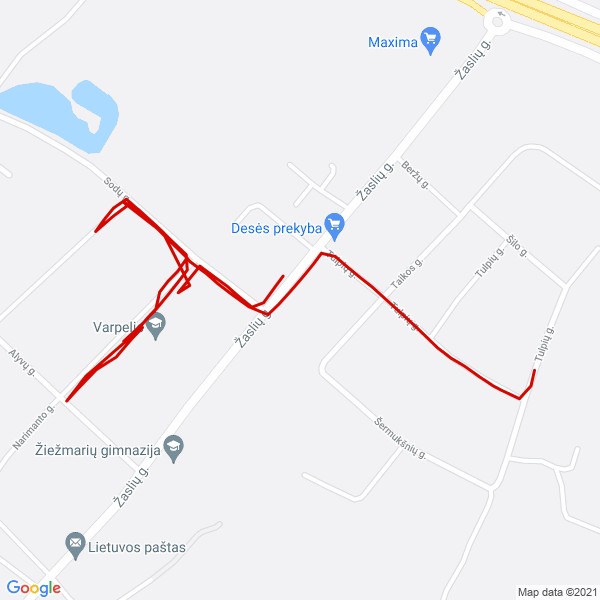 Maxima
Žaslių g.
Beržų g.
Žaslių g.
Sodų g.
Desės prekyba
Tulpių g.
Šilo g.
Taikos g.
Tulpių g.
Tulpių g.
Varpelis
Žaslių g.
Tulpių g.
Alyvų g.
Narimanto g.
Šermukšnių g.
Žiežmarių gimnazija
Žaslių g.
Lietuvos paštas
Google
Map data ©2021